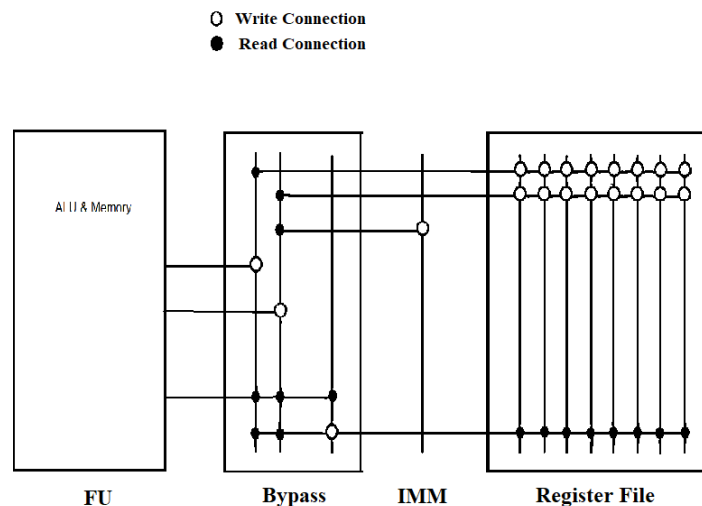 Write Connection
Read Connection
ALU & Memory
FU
Bypass
IMM
Register File